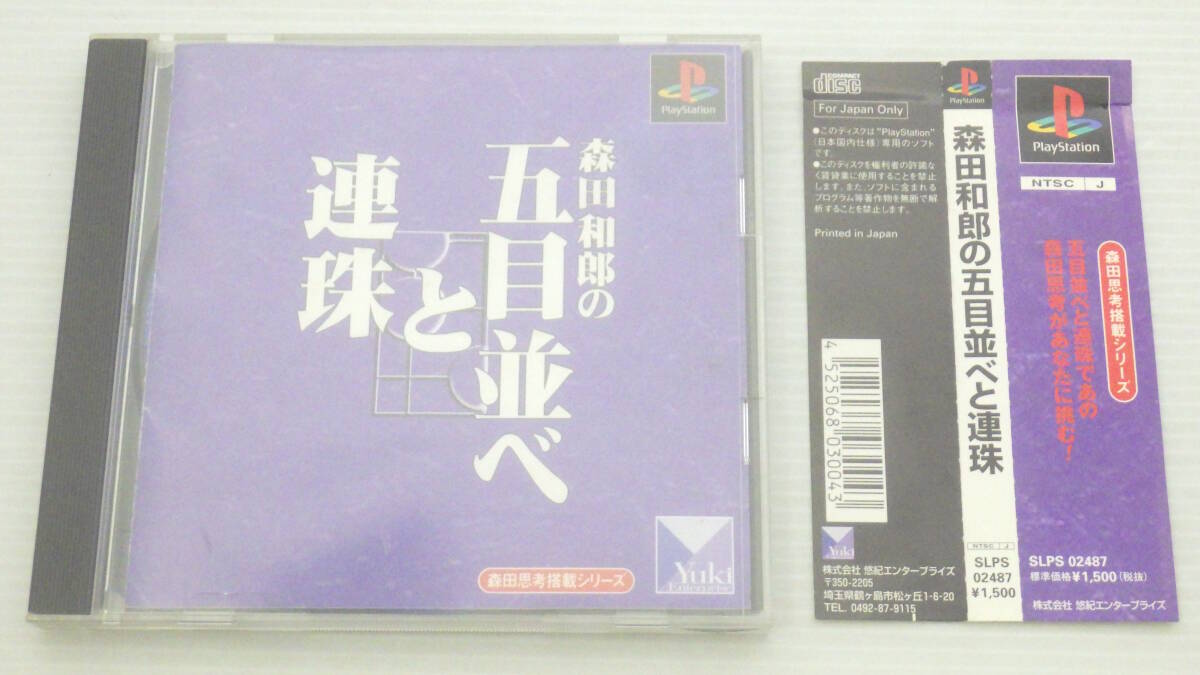 PlayStation
森田和郎の
五目並べ
と
連珠
森田思考搭載シリーズ
Yuki
Enterprise
COMPACT
disc
For Japan Only
●このディスクは"PlayStation"
(日本国内仕様)専用のソフト
です。
●このディスクを権利者の許諾な
く賃貸業に使用することを禁止
します。また、ソフトに含まれる
プログラム等著作物を無断で解
析することを禁止します。
Printed in Japan
4525068030043
Yuki
株式会社 悠紀エンタープライズ
〒350-2205
埼玉県鶴ヶ島市松ヶ丘1-6-20
TEL. 0492-87-9115
PlayStation
森田和郎の五目並べと連珠
NTSC J
SLPS
02487
¥1,500
PlayStation
NTSC J
森田思考搭載シリーズ
五目並べと連珠であの
森田思考があなたに挑む!
SLPS 02487
標準価格¥1,500(税抜)
株式会社 悠紀エンタープライズ